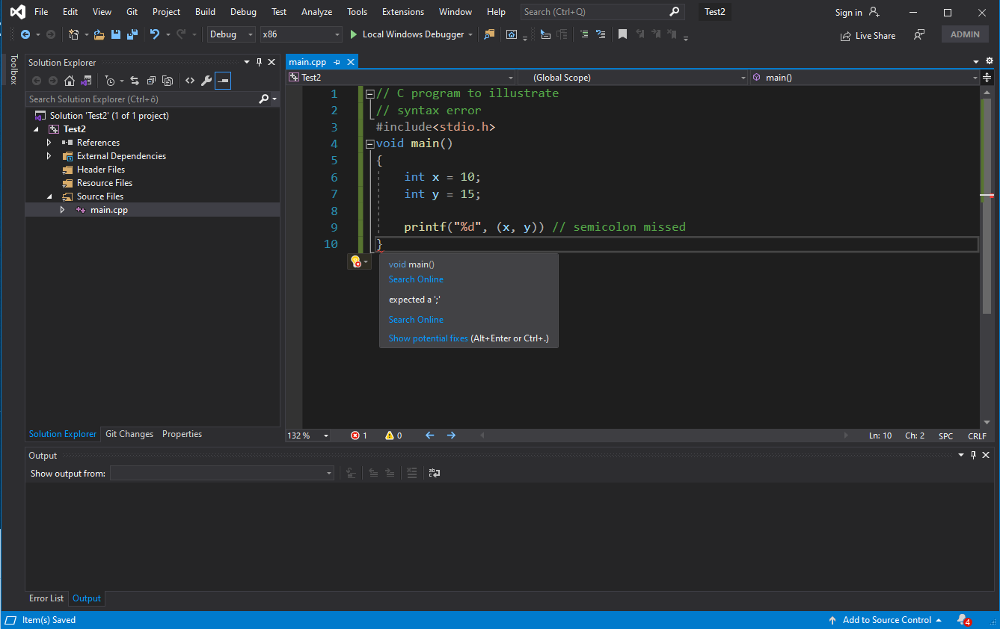 File Edit View Git Project Build Debug Test Analyze Tools Extensions Window Help Search (Ctrl+Q) Test2 Sign in
Debug x86 Local Windows Debugger Live Share ADMIN
Toolbox
Solution Explorer
Search Solution Explorer (Ctrl+ô)
Solution 'Test2' (1 of 1 project)
Test2
References
External Dependencies
Header Files
Resource Files
Source Files
main.cpp
Solution Explorer Git Changes Properties
main.cpp
Test2 (Global Scope) main()
1 // C program to illustrate
2 // syntax error
3 #include<stdio.h>
4 void main()
5 {
6 int x = 10;
7 int y = 15;
8
9 printf("%d", (x, y)) // semicolon missed
10 }
void main()
Search Online
expected a ';'
Search Online
Show potential fixes (Alt+Enter or Ctrl+.)
132 % 1 0 Ln: 10 Ch: 2 SPC CRLF
Output
Show output from:
Error List Output
Item(s) Saved Add to Source Control 4